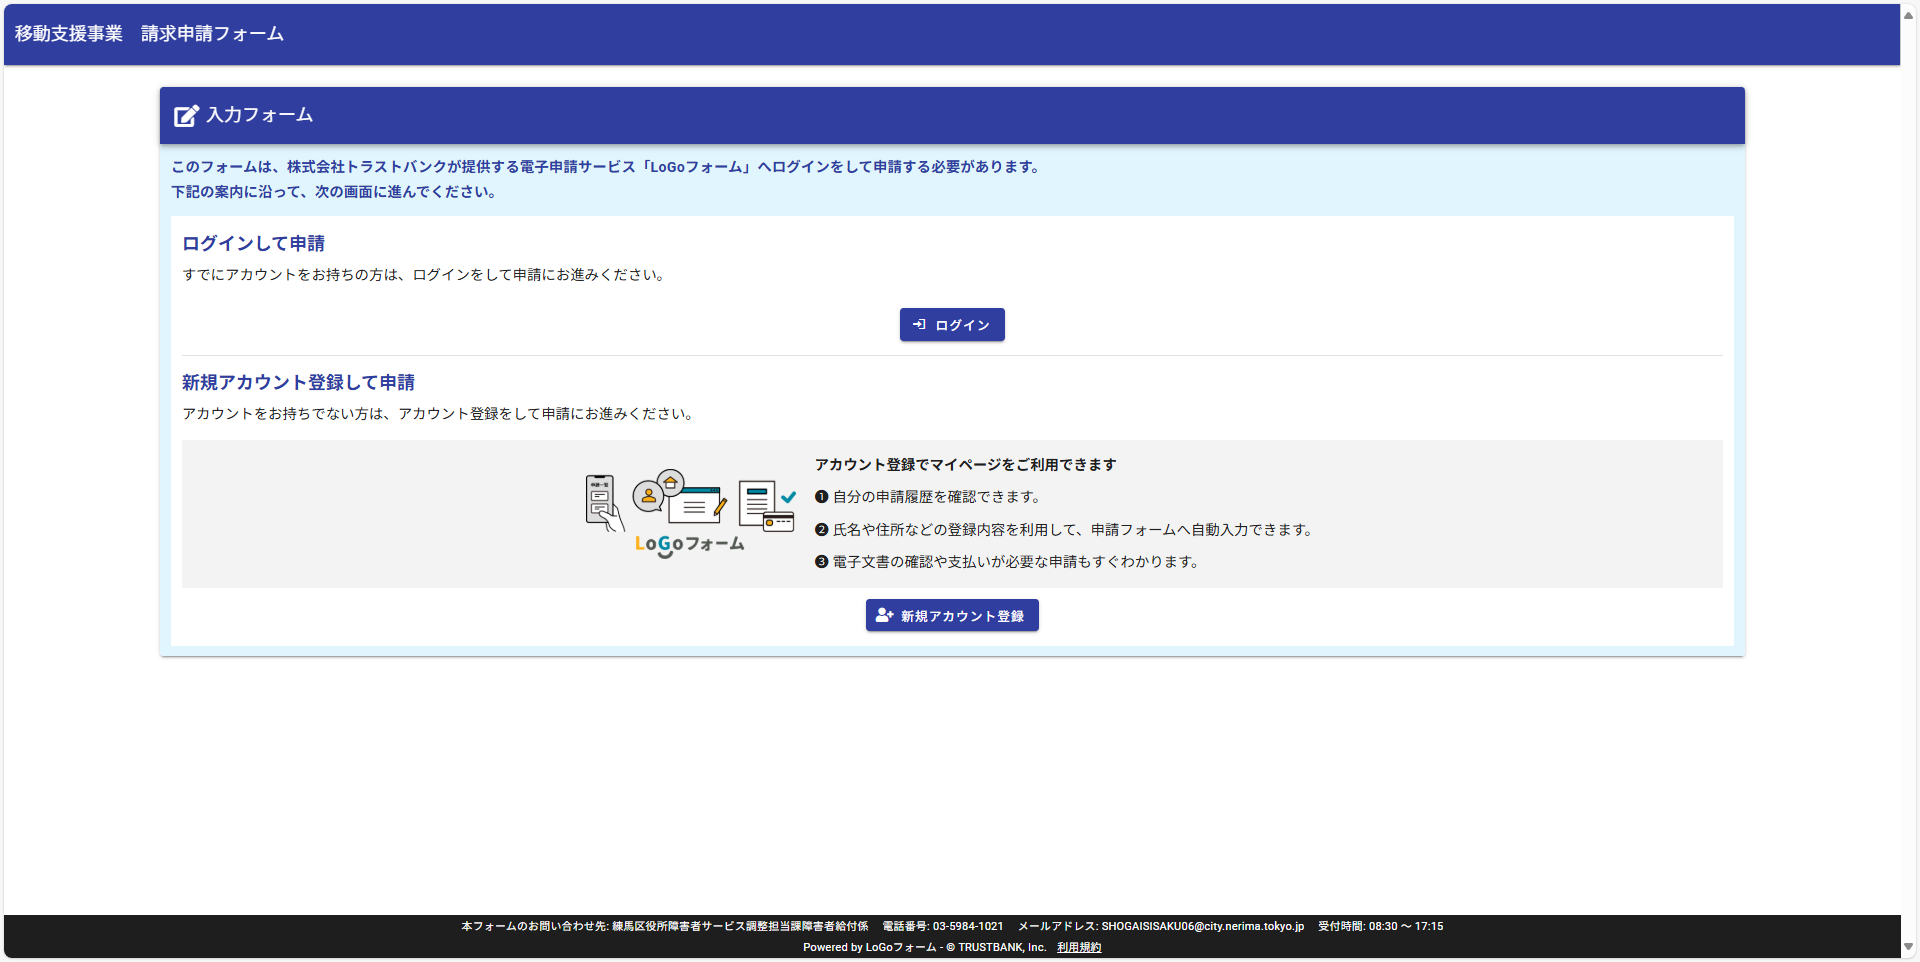 移動支援事業　請求申請フォーム
入力フォーム
このフォームは、株式会社トラストバンクが提供する電子申請サービス「LoGoフォーム」へログインをして申請する必要があります。
下記の案内に沿って、次の画面に進んでください。
ログインして申請
すでにアカウントをお持ちの方は、ログインをして申請にお進みください。
ログイン
新規アカウント登録して申請
アカウントをお持ちでない方は、アカウント登録をして申請にお進みください。
申請一覧
LoGoフォーム
アカウント登録でマイページをご利用できます
❶ 自分の申請履歴を確認できます。
❷ 氏名や住所などの登録内容を利用して、申請フォームへ自動入力できます。
❸ 電子文書の確認や支払いが必要な申請もすぐわかります。
新規アカウント登録
本フォームのお問い合わせ先: 練馬区役所障害者サービス調整担当課障害者給付係　電話番号: 03-5984-1021　メールアドレス: SHOGAISISAKU06@city.nerima.tokyo.jp　受付時間: 08:30 ～ 17:15
Powered by LoGoフォーム - © TRUSTBANK, Inc.　利用規約